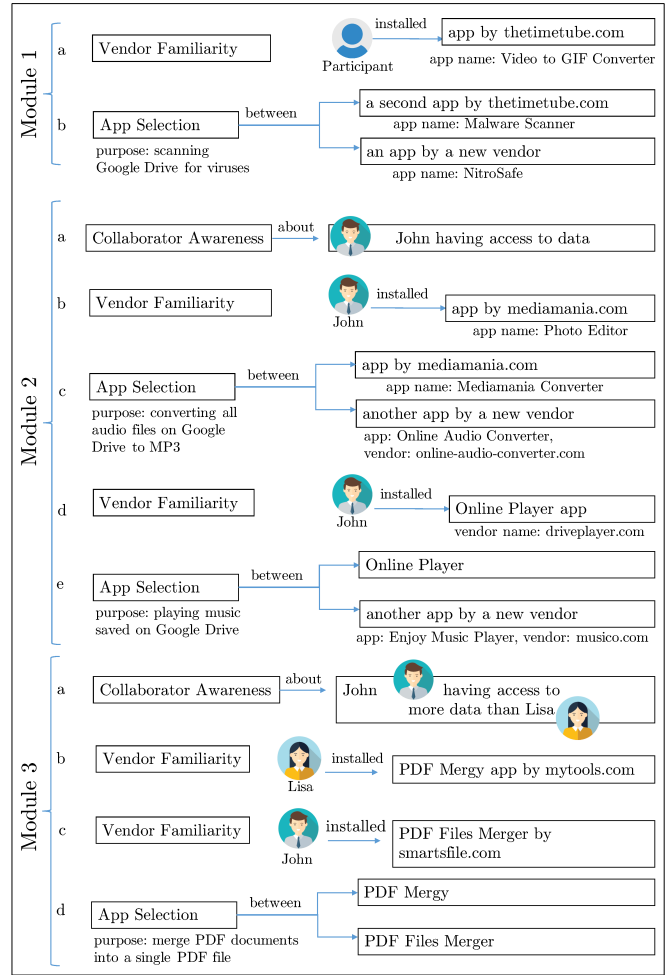 Module 1
a
Vendor Familiarity
installed
Participant
app by thetimetube.com
app name: Video to GIF Converter
b
App Selection
purpose: scanning
Google Drive for viruses
between
a second app by thetimetube.com
app name: Malware Scanner
an app by a new vendor
app name: NitroSafe
Module 2
a
Collaborator Awareness
about
John having access to data
b
Vendor Familiarity
installed
John
app by mediamania.com
app name: Photo Editor
c
App Selection
purpose: converting all
audio files on Google
Drive to MP3
between
app by mediamania.com
app name: Mediamania Converter
another app by a new vendor
app: Online Audio Converter,
vendor: online-audio-converter.com
d
Vendor Familiarity
installed
John
Online Player app
vendor name: driveplayer.com
e
App Selection
purpose: playing music
saved on Google Drive
between
Online Player
another app by a new vendor
app: Enjoy Music Player, vendor: musico.com
Module 3
a
Collaborator Awareness
about
John having access to
more data than Lisa
b
Vendor Familiarity
installed
Lisa
PDF Mergy app by mytools.com
c
Vendor Familiarity
installed
John
PDF Files Merger by
smartsfile.com
d
App Selection
purpose: merge PDF documents
into a single PDF file
between
PDF Mergy
PDF Files Merger